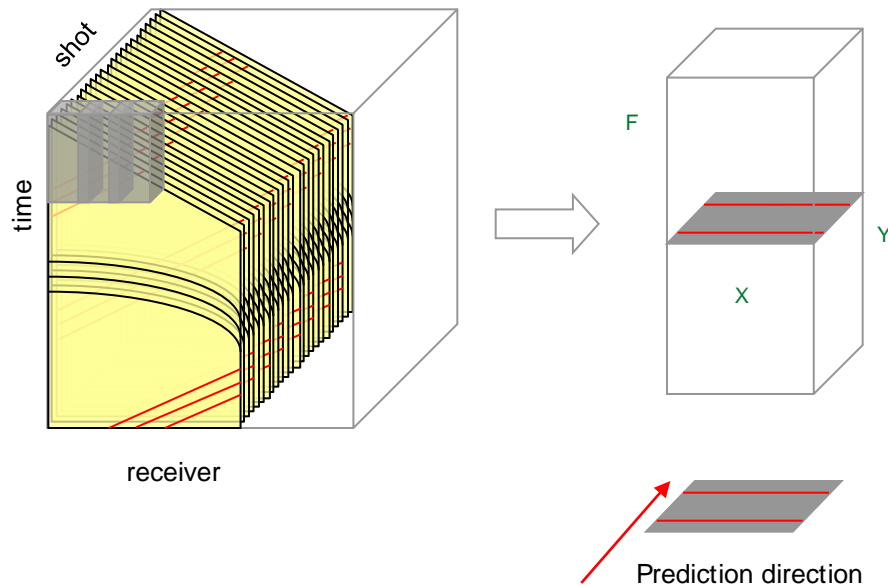 shot
time
receiver
F
Y
X
Prediction direction